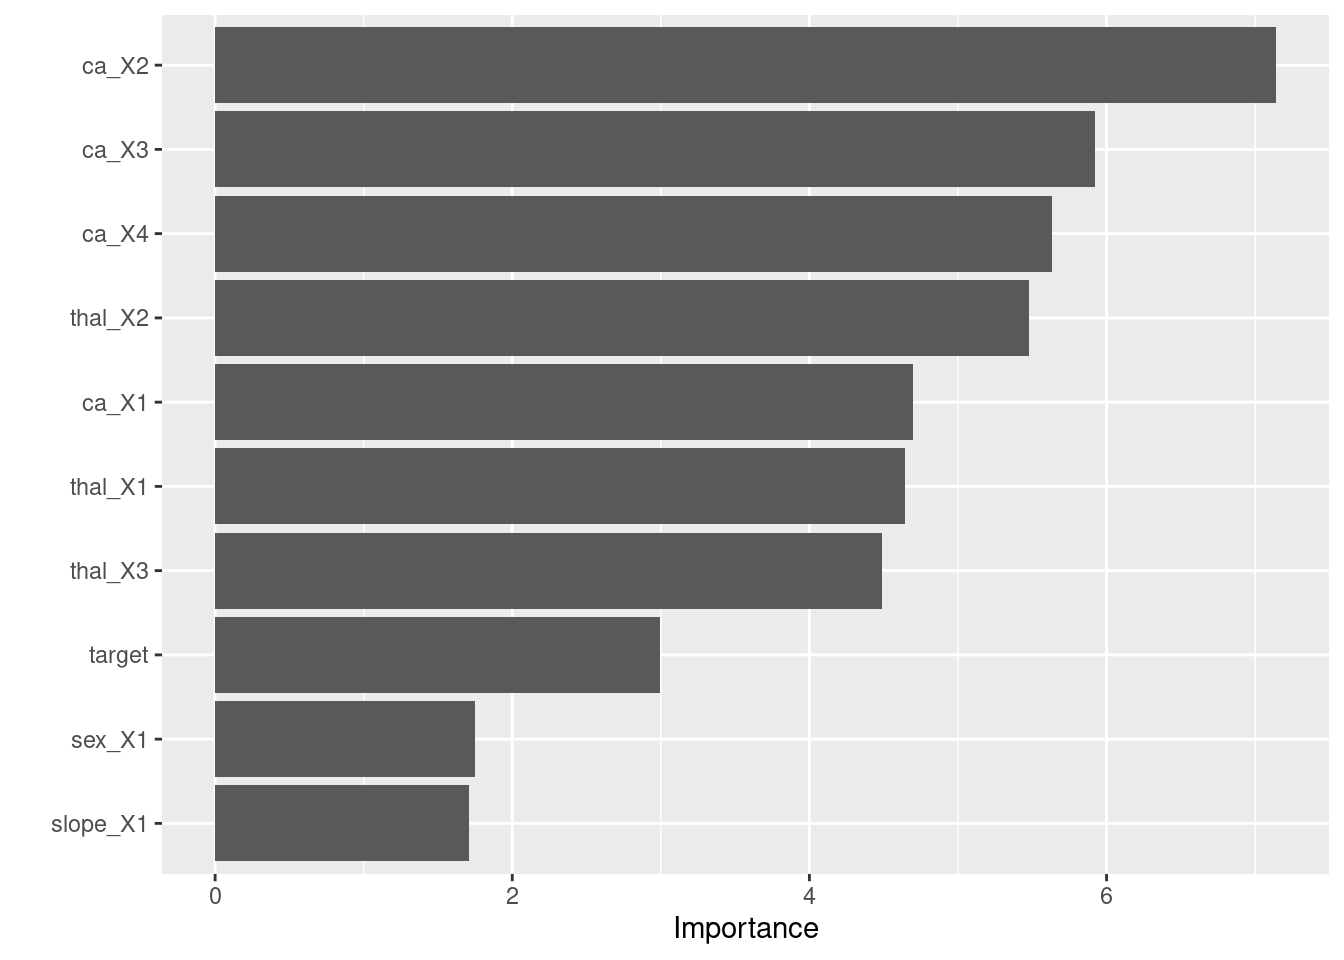 ca_X2
ca_X3
ca_X4
thal_X2
ca_X1
thal_X1
thal_X3
target
sex_X1
slope_X1
0 2 4 6
Importance